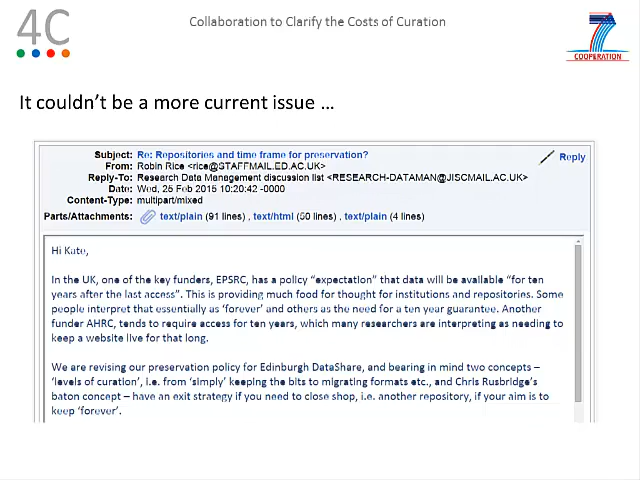 4C
Collaboration to Clarify the Costs of Curation
7
COOPERATION
It couldn't be a more current issue …
Subject: Re: Repositories and time frame for preservation?
Reply
From: Robin Rice <rice@STAFFMAIL.ED.AC.UK>
Reply-To: Research Data Management discussion list <RESEARCH-DATAMAN@JISCMAIL.AC.UK>
Date: Wed, 25 Feb 2015 10:20:42 -0000
Content-Type: multipart/mixed
Parts/Attachments: text/plain (91 lines) , text/html (50 lines) , text/plain (4 lines)
Hi Kate,
In the UK, one of the key funders, EPSRC, has a policy “expectation” that data will be available “for ten
years after the last access”. This is providing much food for thought for institutions and repositories. Some
people interpret that essentially as ‘forever’ and others as the need for a ten year guarantee. Another
funder AHRC, tends to require access for ten years, which many researchers are interpreting as needing to
keep a website live for that long.
We are revising our preservation policy for Edinburgh DataShare, and bearing in mind two concepts –
‘levels of curation’, i.e. from ‘simply’ keeping the bits to migrating formats etc., and Chris Rusbridge’s
baton concept – have an exit strategy if you need to close shop, i.e. another repository, if your aim is to
keep ‘forever’.